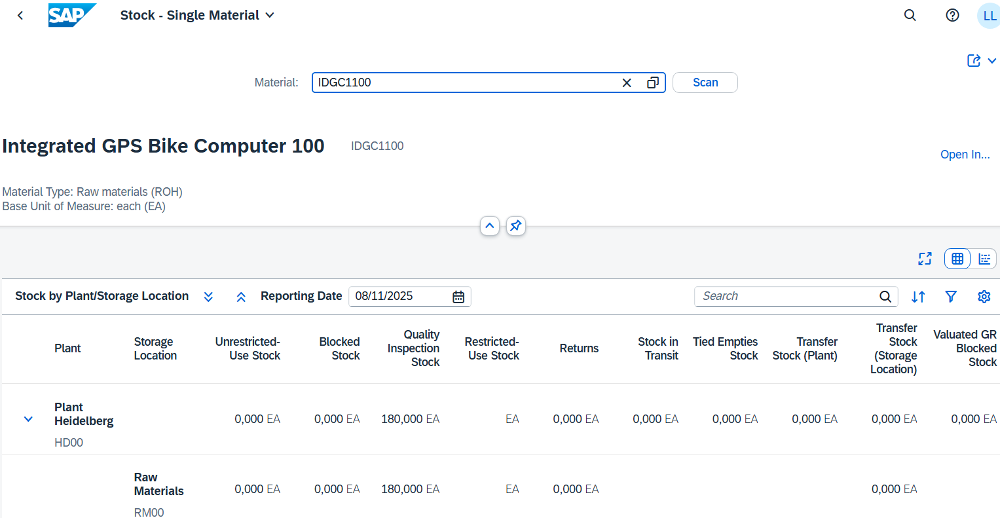 SAP
Stock - Single Material
LL
Material:
IDGC1100
Scan
Integrated GPS Bike Computer 100
IDGC1100
Open In...
Material Type: Raw materials (ROH)
Base Unit of Measure: each (EA)
Stock by Plant/Storage Location
Reporting Date
08/11/2025
Search
Plant
Storage
Location
Unrestricted-
Use Stock
Blocked
Stock
Quality
Inspection
Stock
Restricted-
Use Stock
Returns
Stock in
Transit
Tied Empties
Stock
Transfer
Stock (Plant)
Transfer
Stock
(Storage
Location)
Valuated GR
Blocked
Stock
Plant
Heidelberg
HD00
0,000 EA
0,000 EA
180,000 EA
EA
0,000 EA
0,000 EA
0,000 EA
0,000 EA
0,000 EA
0,000 EA
Raw
Materials
RM00
0,000 EA
0,000 EA
180,000 EA
EA
0,000 EA
0,000 EA